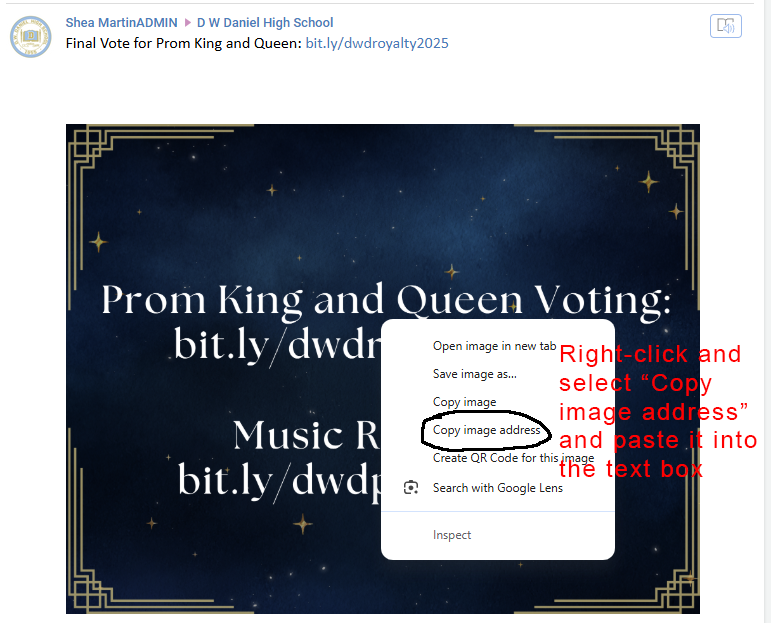 Shea MartinADMIN ▸ D W Daniel High School
Final Vote for Prom King and Queen: bit.ly/dwdroyalty2025
Prom King and Queen Voting:
bit.ly/dwdr
Music R
bit.ly/dwdp
Open image in new tab
Save image as...
Copy image
Copy image address
Create QR Code for this image
Search with Google Lens
Inspect
Right-click and
select “Copy
image address”
and paste it into
the text box